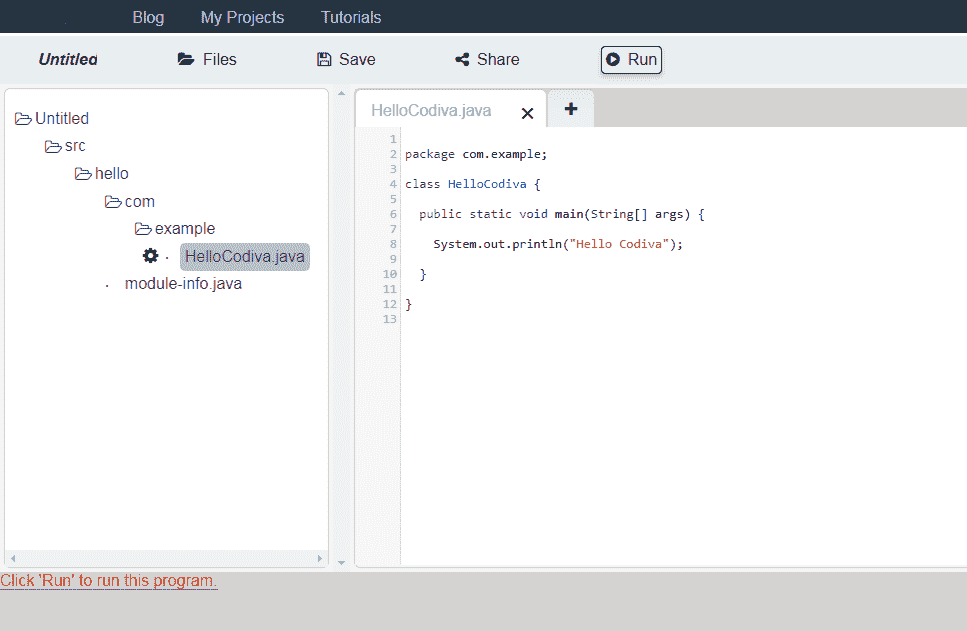 Blog My Projects Tutorials
Untitled Files Save Share Run
Untitled
src
hello
com
example
HelloCodiva.java
module-info.java
HelloCodiva.java
1
2 package com.example;
3
4 class HelloCodiva {
5
6 public static void main(String[] args) {
7
8 System.out.println("Hello Codiva");
9
10 }
11
12 }
13
Click 'Run' to run this program.